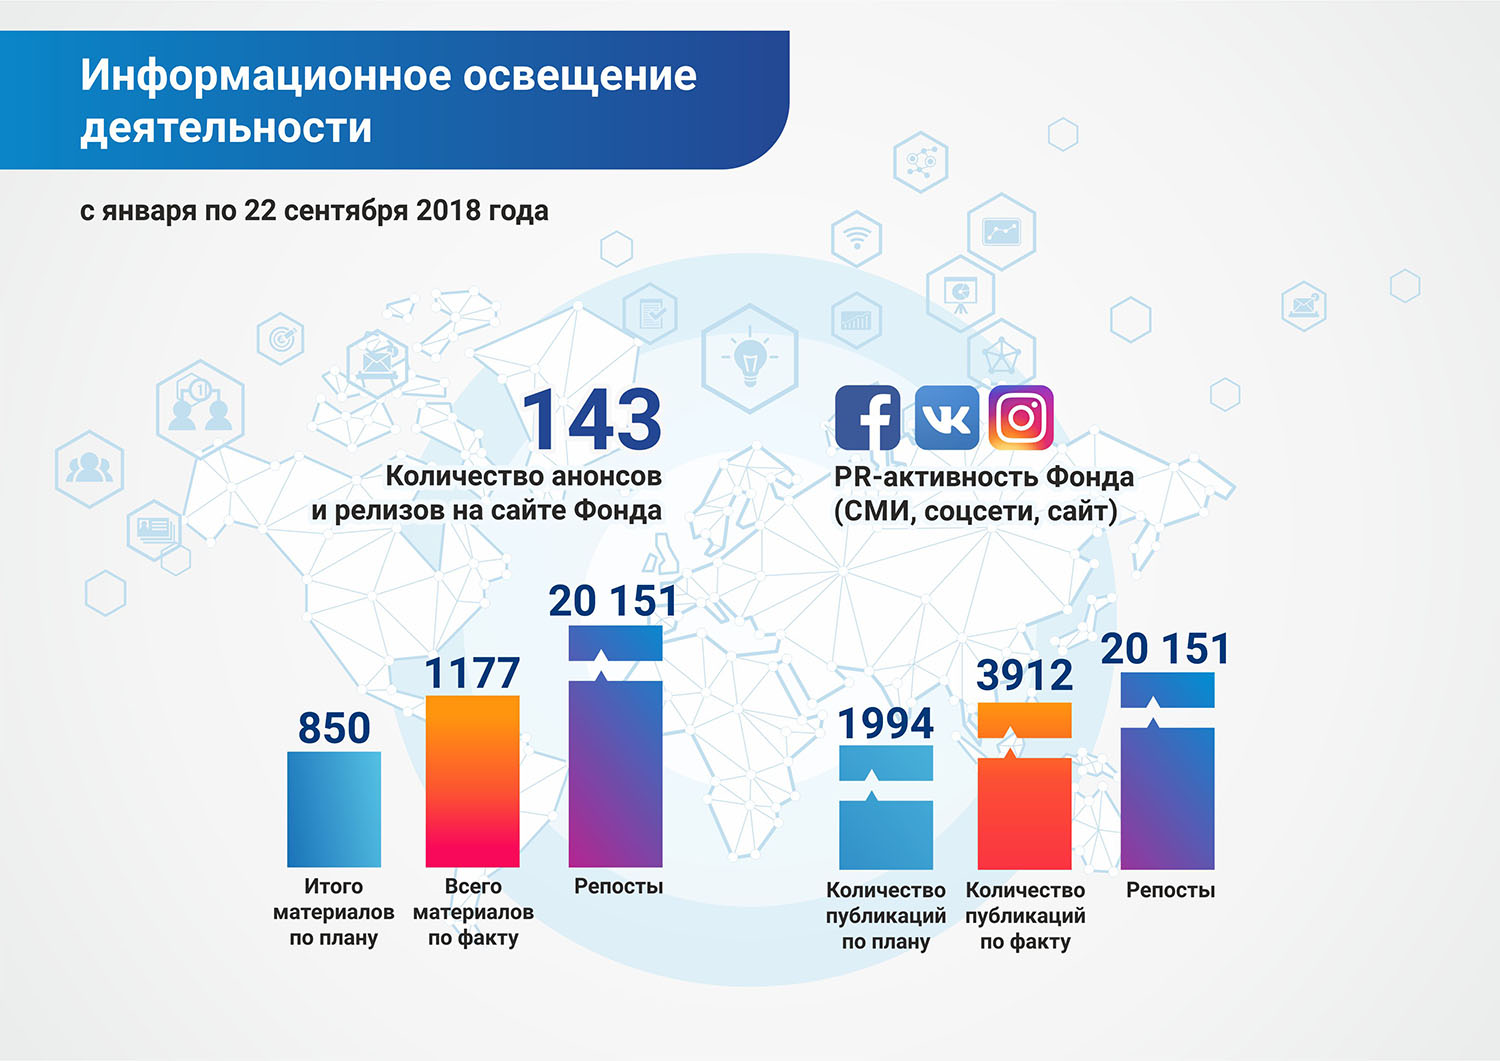 Информационное освещение
деятельности
с января по 22 сентября 2018 года
143
Количество анонсов
и релизов на сайте Фонда
PR-активность Фонда
(СМИ, соцсети, сайт)
850
1177
20 151
Итого
материалов
по плану
Всего
материалов
по факту
Репосты
1994
3912
20 151
Количество
публикаций
по плану
Количество
публикаций
по факту
Репосты